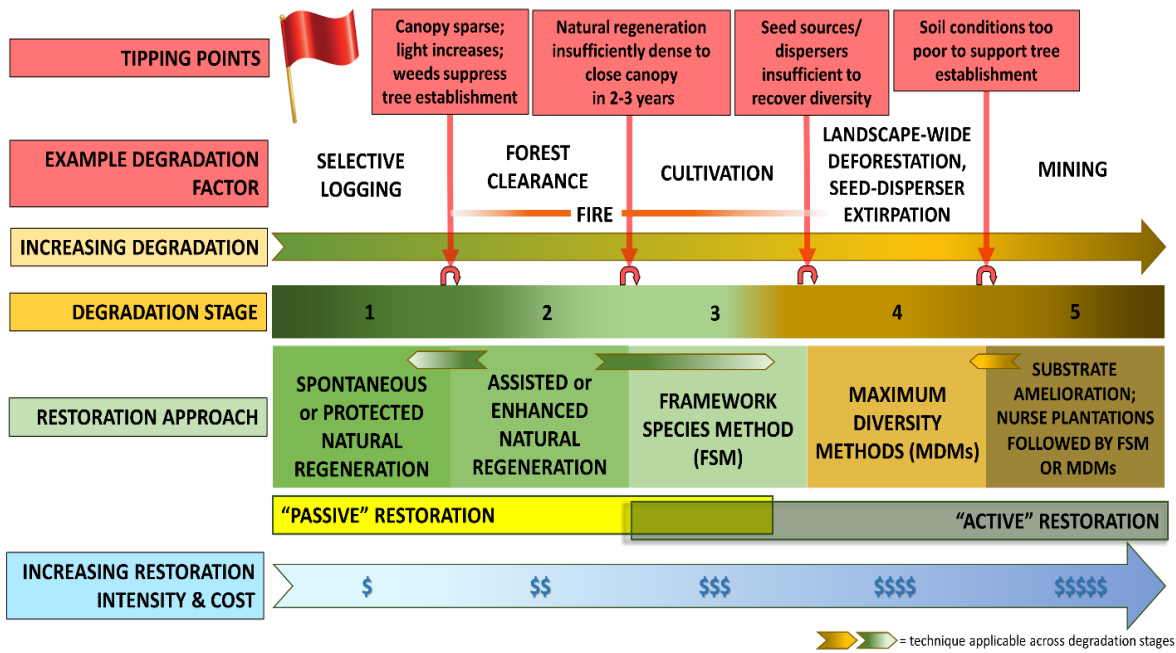 TIPPING POINTS
Canopy sparse;
light increases;
weeds suppress
tree establishment
Natural regeneration
insufficiently dense to
close canopy
in 2-3 years
Seed sources/
dispersers
insufficient to
recover diversity
Soil conditions too
poor to support tree
establishment
EXAMPLE DEGRADATION
FACTOR
SELECTIVE
LOGGING
FOREST
CLEARANCE
FIRE
CULTIVATION
LANDSCAPE-WIDE
DEFORESTATION,
SEED-DISPERSER
EXTIRPATION
MINING
INCREASING DEGRADATION
DEGRADATION STAGE
1
2
3
4
5
RESTORATION APPROACH
SPONTANEOUS
or PROTECTED
NATURAL
REGENERATION
ASSISTED or
ENHANCED
NATURAL
REGENERATION
FRAMEWORK
SPECIES METHOD
(FSM)
MAXIMUM
DIVERSITY
METHODS (MDMs)
SUBSTRATE
AMELIORATION;
NURSE PLANTATIONS
FOLLOWED BY FSM
OR MDMs
“PASSIVE” RESTORATION
“ACTIVE” RESTORATION
INCREASING RESTORATION
INTENSITY & COST
$
$$
$$$
$$$$
$$$$$
= technique applicable across degradation stages